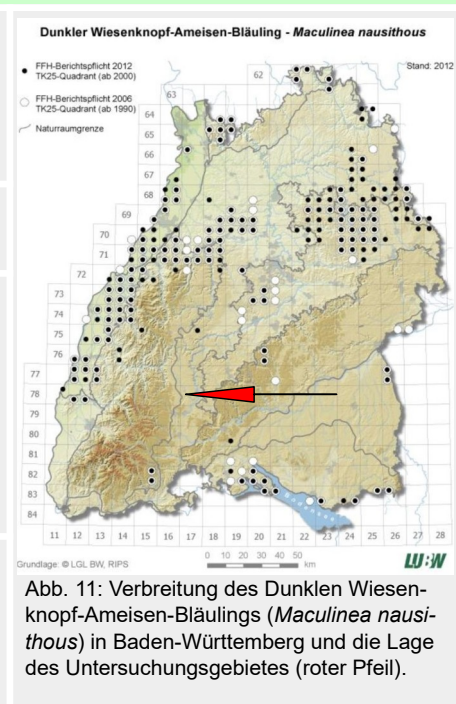 Dunkler Wiesenknopf-Ameisen-Bläuling - Maculinea nausithous
FFH-Berichtspflicht 2012
TK25-Quadrant (ab 2000)
FFH-Berichtspflicht 2006
TK25-Quadrant (ab 1990)
Naturraumgrenze
Stand: 2012
62
63
64
65
66
67
68
69
70
71
72
73
74
75
76
77
78
79
80
81
82
83
84
11 12 13 14 15 16 17 18 19 20 21 22 23 24 25 26 27 28
Grundlage: © LGL BW, RIPS
0 10 20 30 40 50
km
LUBW
Abb. 11: Verbreitung des Dunklen Wiesen-
knopf-Ameisen-Bläulings (Maculinea nausi-
thous) in Baden-Württemberg und die Lage
des Untersuchungsgebietes (roter Pfeil).